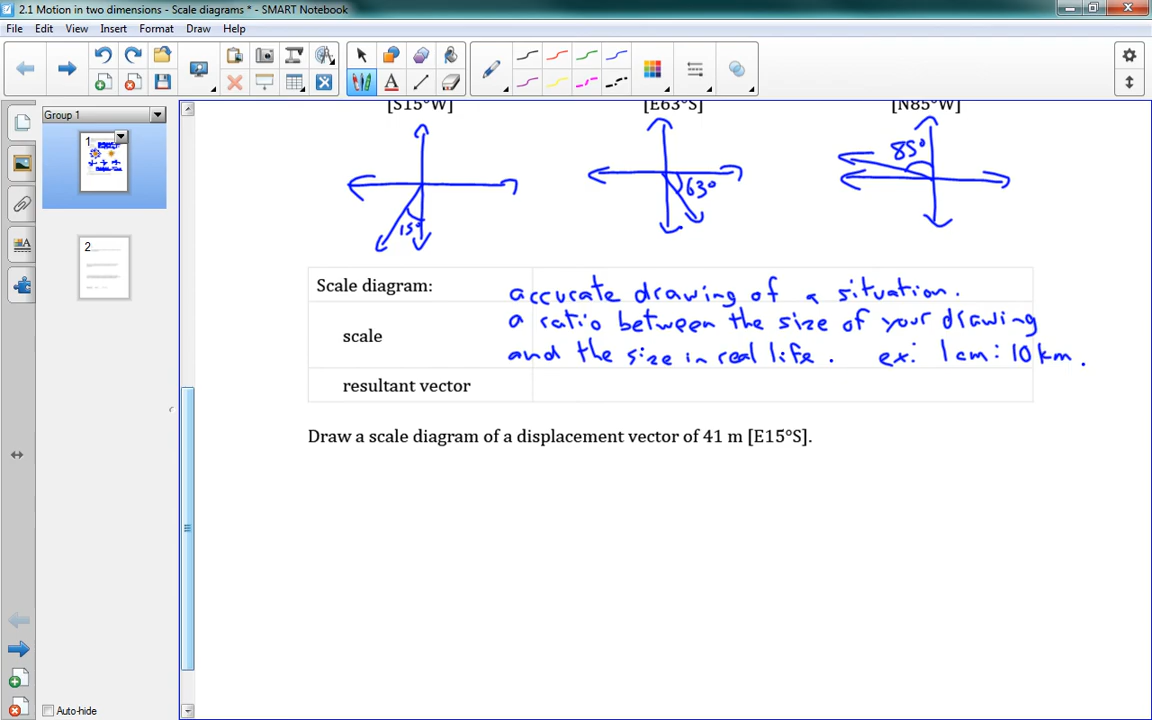 2.1 Motion in two dimensions - Scale diagrams * - SMART Notebook
File Edit View Insert Format Draw Help
Group 1
1
2
[S15°W] [E63°S] [N85°W]
15° 63° 85°
Scale diagram: accurate drawing of a situation.
scale a ratio between the size of your drawing
and the size in real life. ex: 1cm: 10km.
resultant vector
Draw a scale diagram of a displacement vector of 41 m [E15°S].
Auto-hide